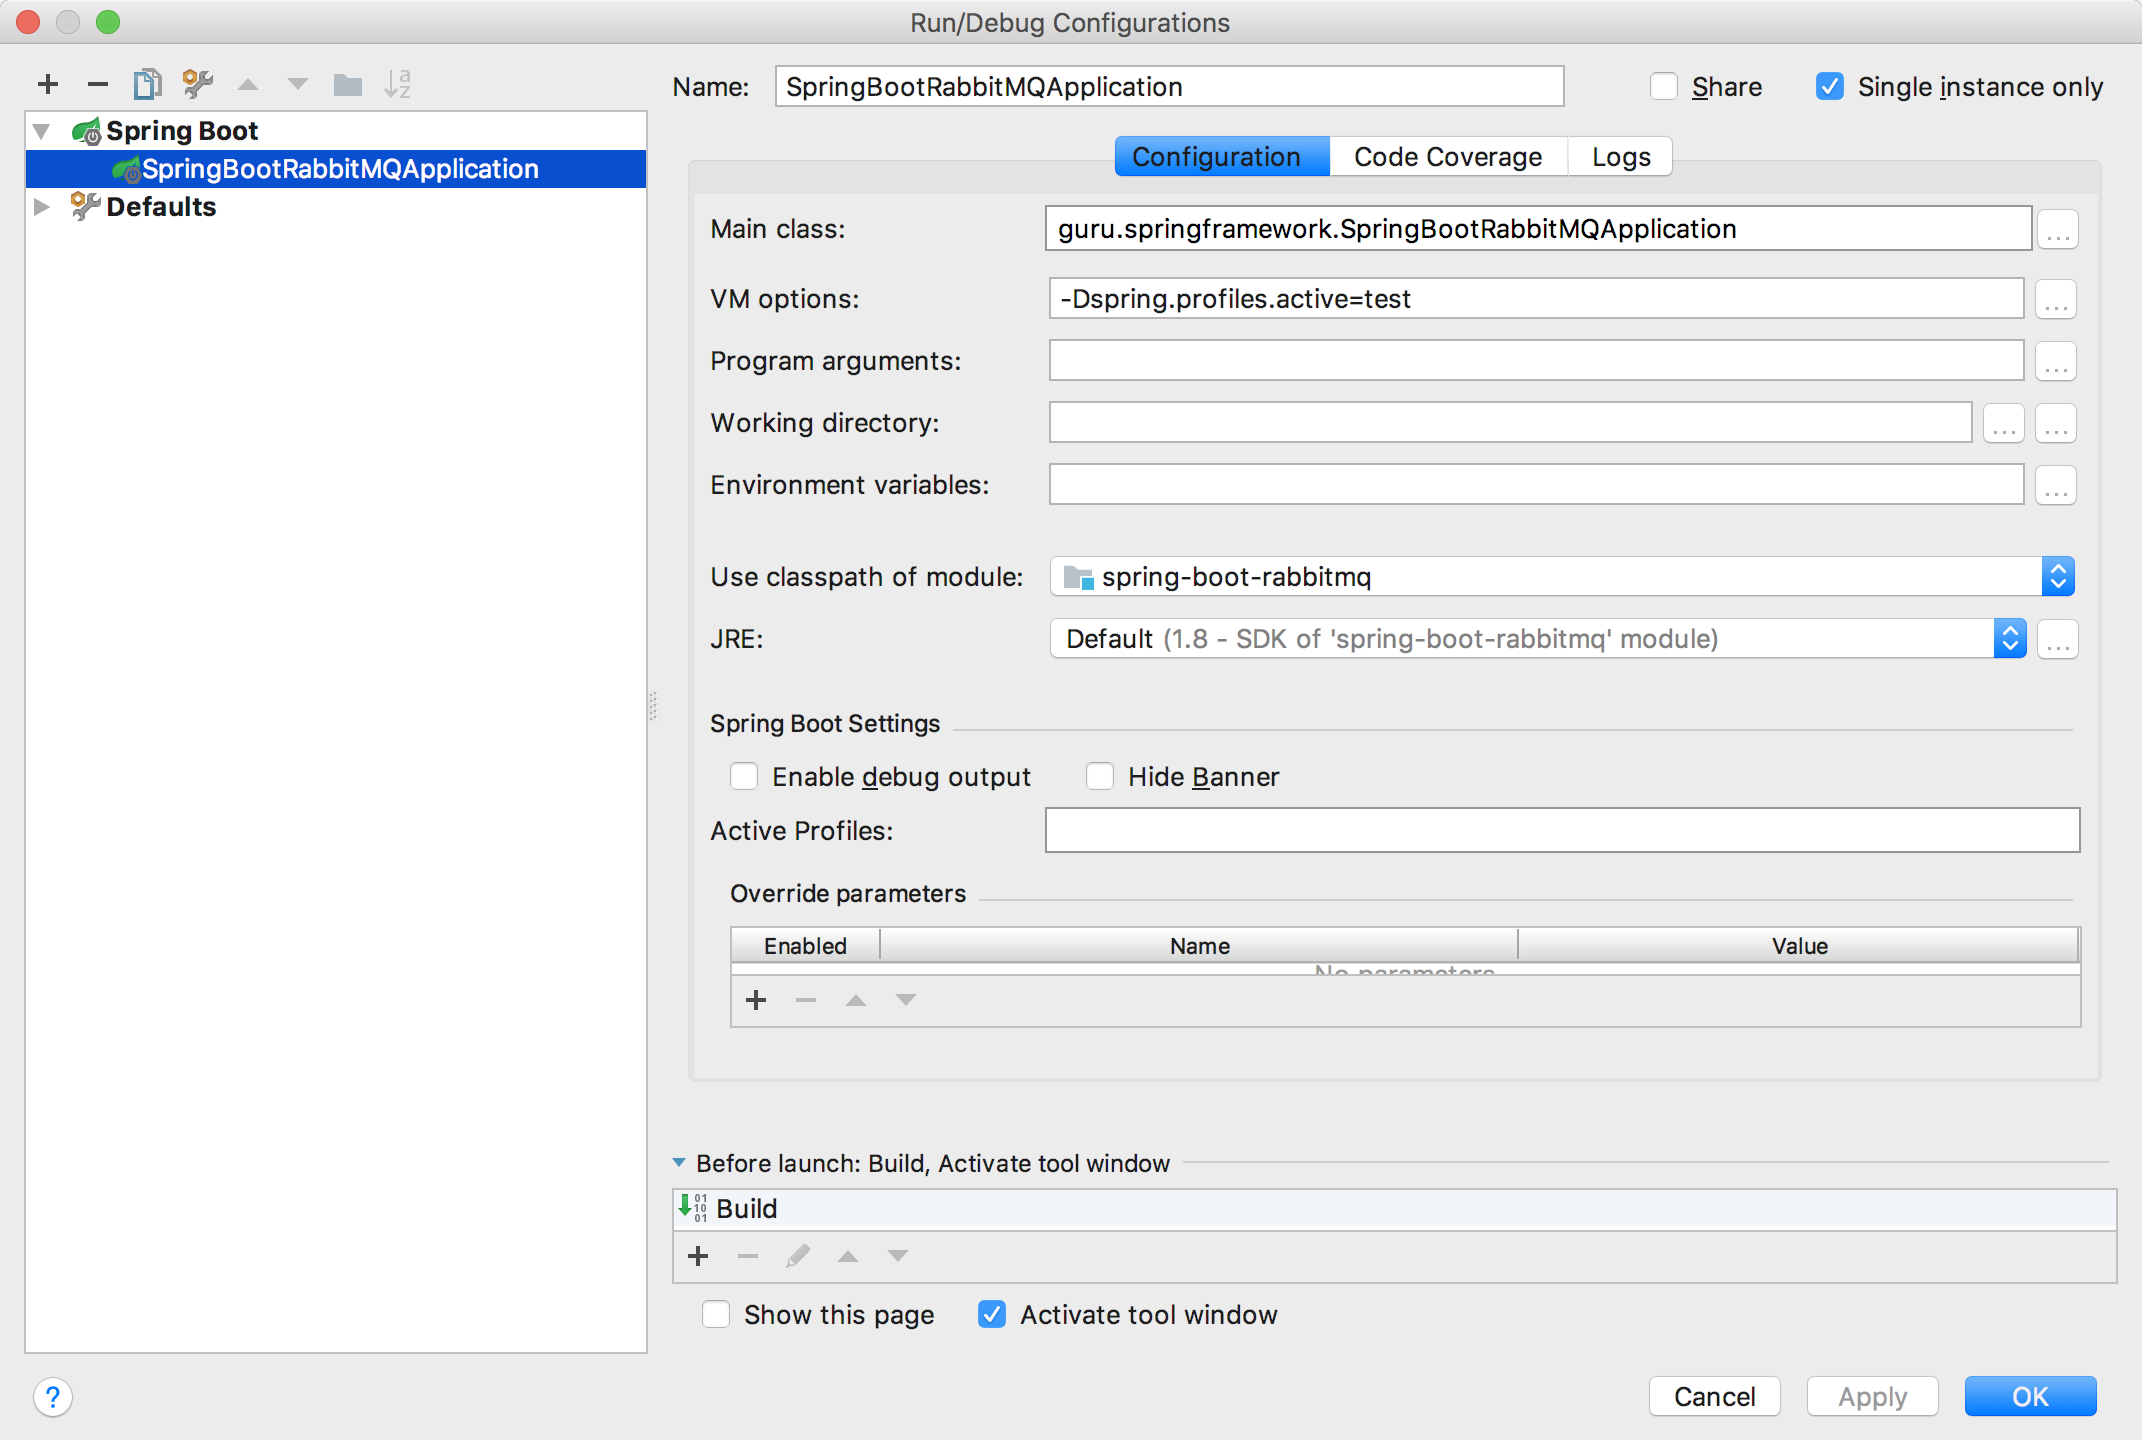 Run/Debug Configurations
Name: SpringBootRabbitMQApplication Share Single instance only
Spring Boot
SpringBootRabbitMQApplication
Defaults
Configuration Code Coverage Logs
Main class: guru.springframework.SpringBootRabbitMQApplication ...
VM options: -Dspring.profiles.active=test ...
Program arguments: ...
Working directory: ... ...
Environment variables: ...
Use classpath of module: spring-boot-rabbitmq
JRE: Default (1.8 - SDK of 'spring-boot-rabbitmq' module) ...
Spring Boot Settings
Enable debug output Hide Banner
Active Profiles:
Override parameters
Enabled Name Value
No parameters
Before launch: Build, Activate tool window
Build
Show this page Activate tool window
? Cancel Apply OK